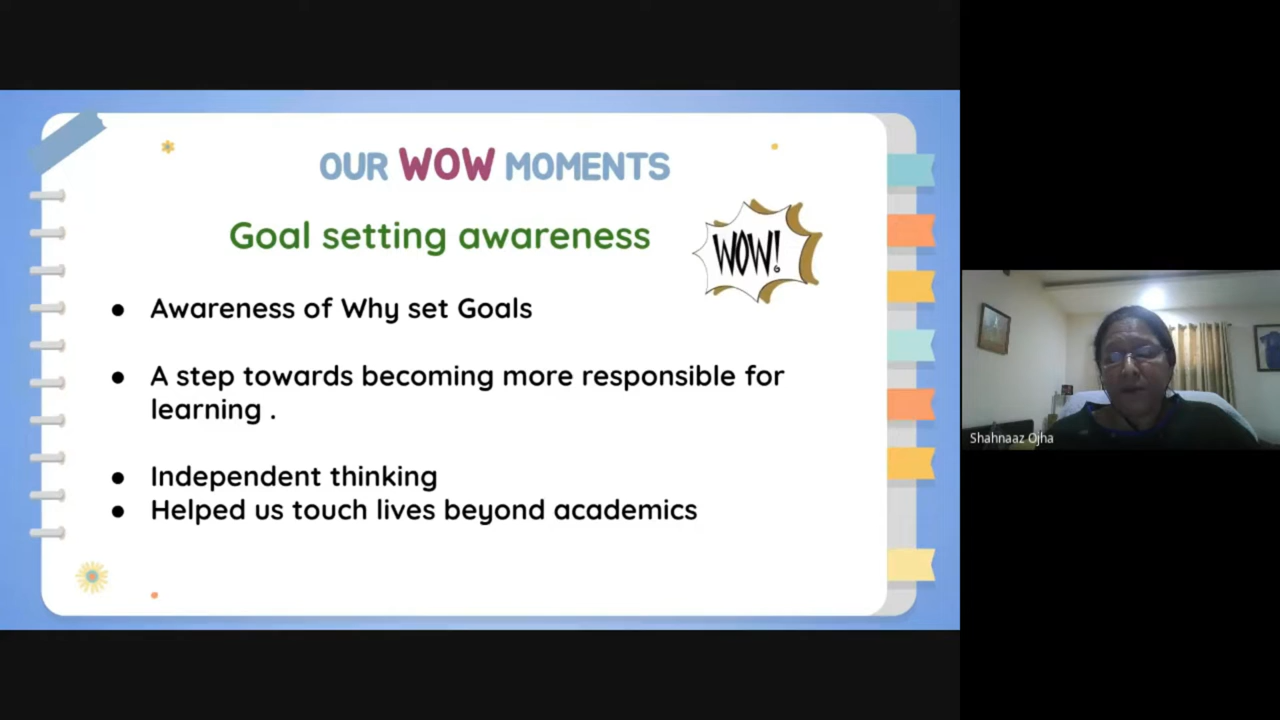 OUR WOW MOMENTS
Goal setting awareness
WOW!
● Awareness of Why set Goals
● A step towards becoming more responsible for
learning .
● Independent thinking
● Helped us touch lives beyond academics
Shahnaaz Ojha